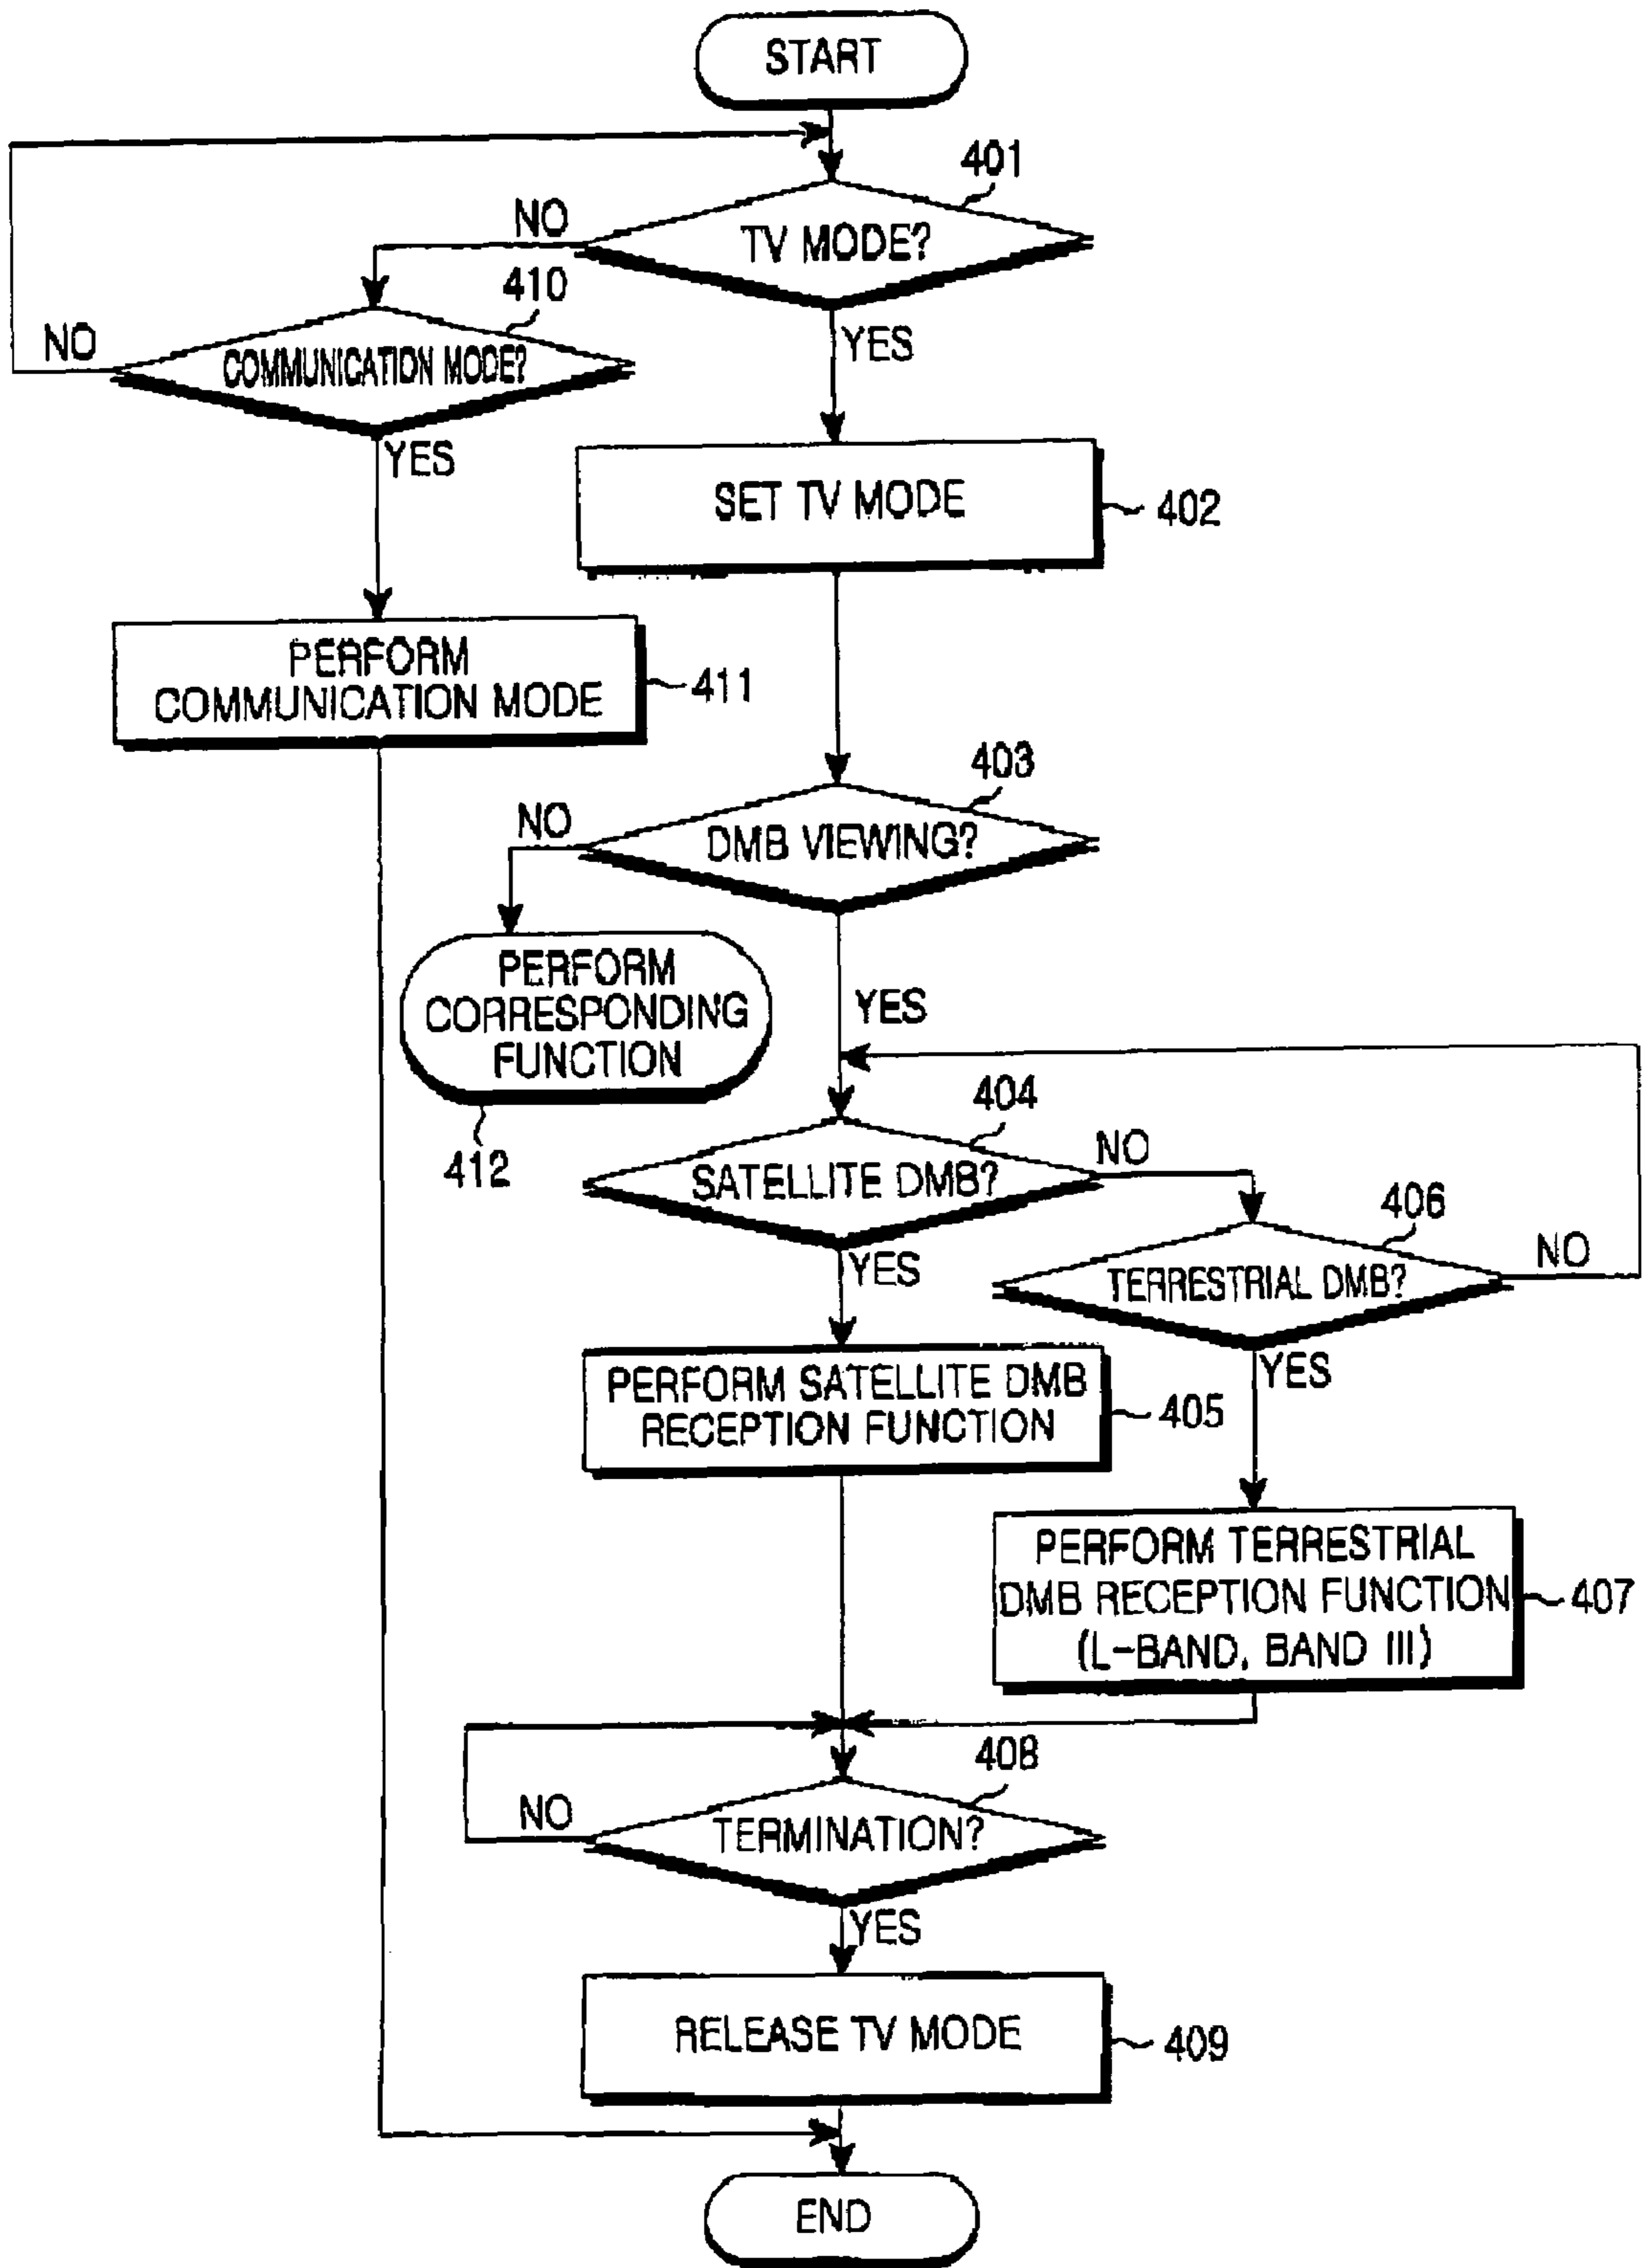 START
401
NO
TV MODE?
410
YES
NO
COMMUNICATION MODE?
YES
SET TV MODE
402
PERFORM
COMMUNICATION MODE
411
403
NO
DMB VIEWING?
PERFORM
CORRESPONDING
FUNCTION
YES
412
404
NO
SATELLITE DMB?
406
YES
NO
TERRESTRIAL DMB?
YES
PERFORM SATELLITE DMB
RECEPTION FUNCTION
405
PERFORM TERRESTRIAL
DMB RECEPTION FUNCTION
(L-BAND, BAND III)
407
408
NO
TERMINATION?
YES
RELEASE TV MODE
409
END